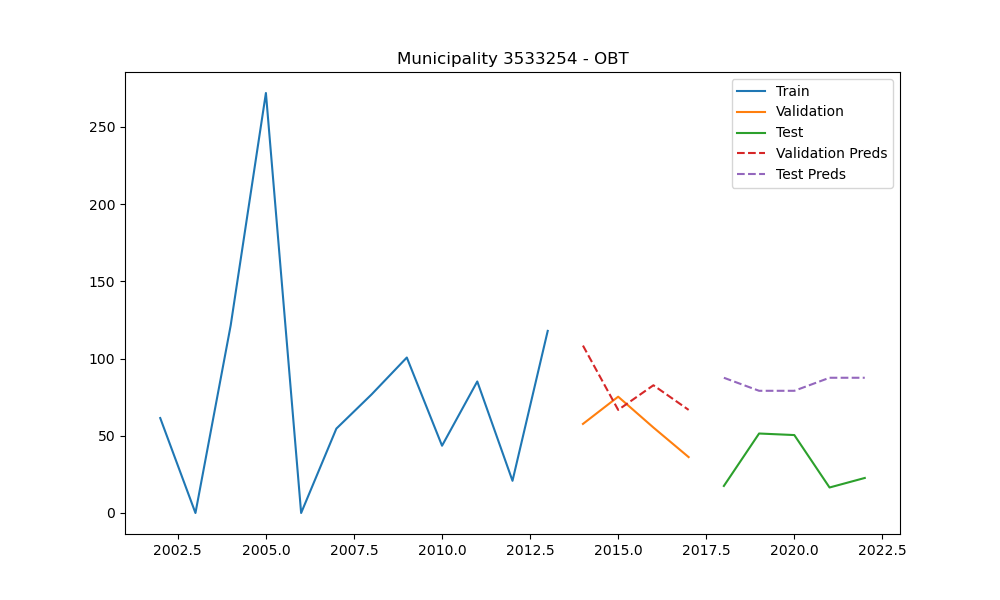 Municipality 3533254 - OBT
Train
Validation
Test
Validation Preds
Test Preds
250
200
150
100
50
0
2002.5 2005.0 2007.5 2010.0 2012.5 2015.0 2017.5 2020.0 2022.5